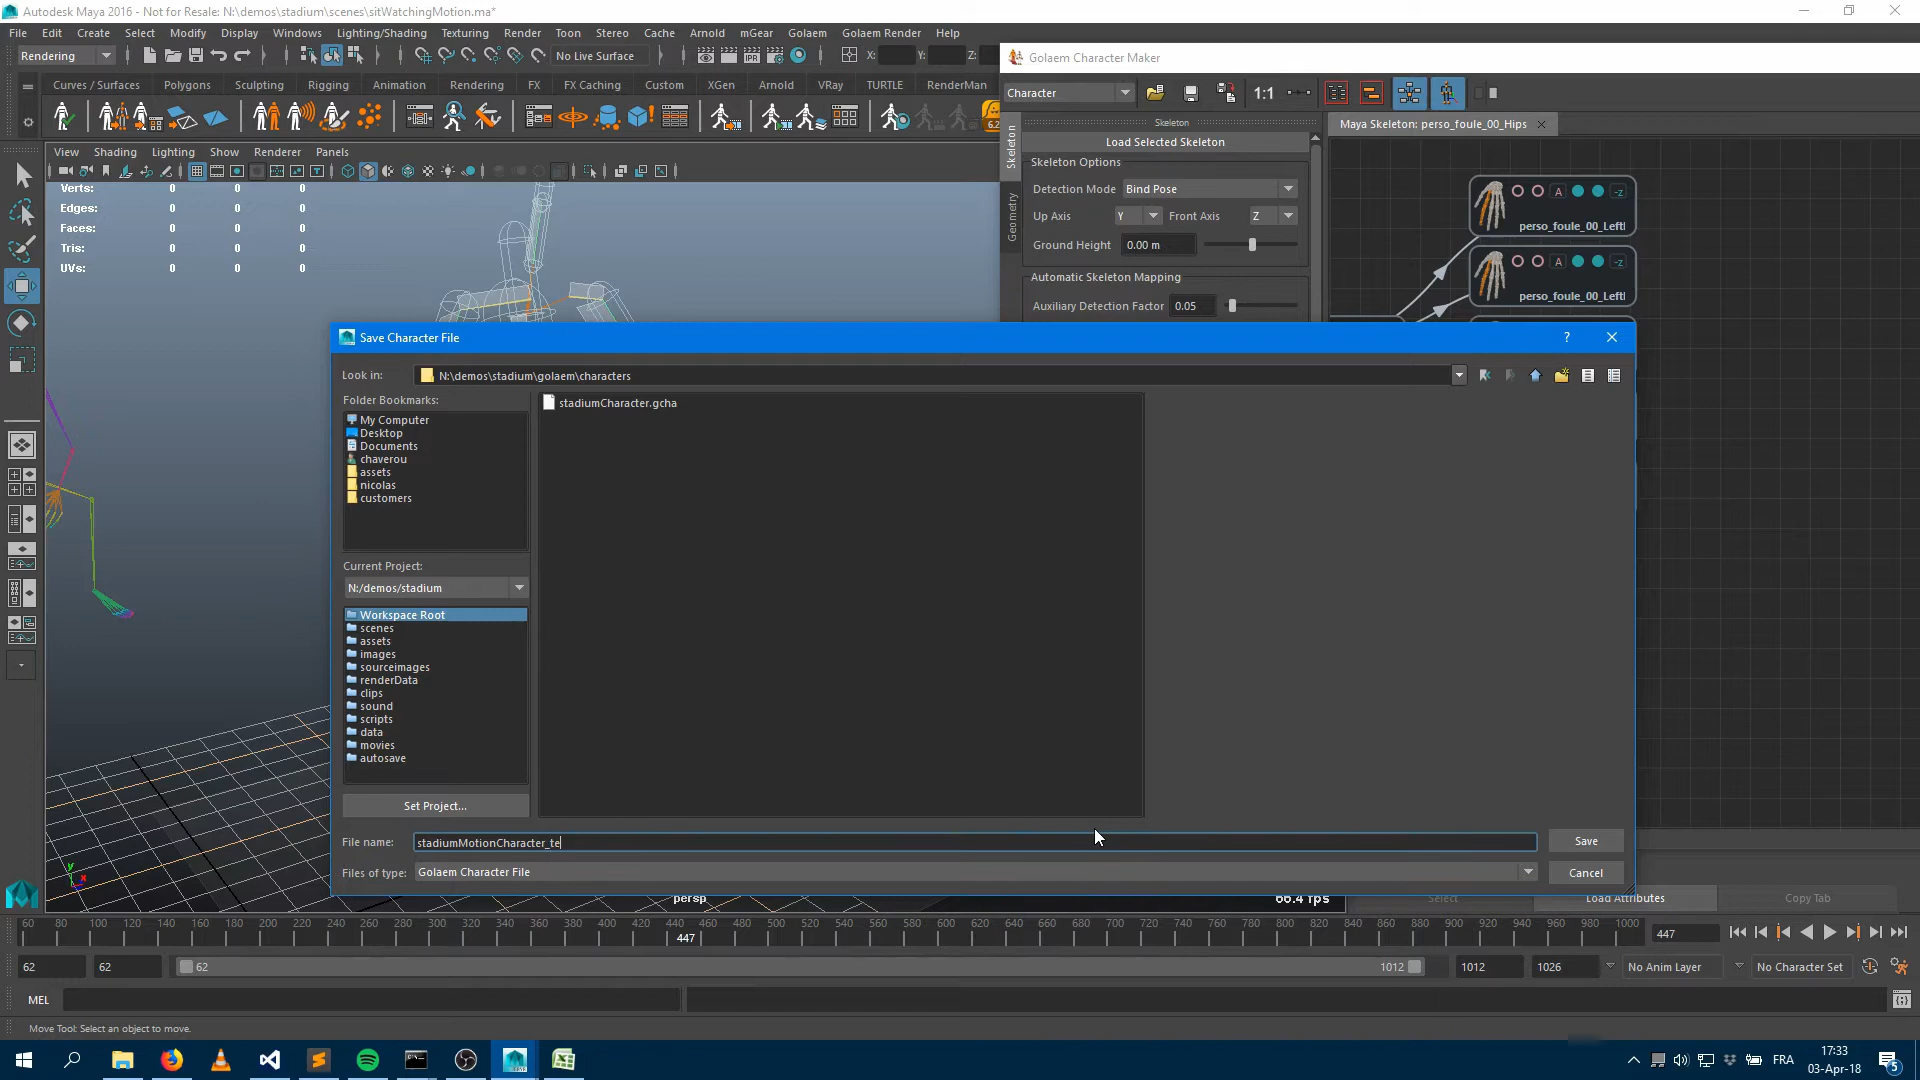 Autodesk Maya 2016 - Not for Resale: N:\demos\stadium\scenes\sitWatchingMotion.ma*
File Edit Create Select Modify Display Windows Lighting/Shading Texturing Render Toon Stereo Cache Arnold mGear Golaem Golaem Render Help
Rendering No Live Surface X: Y: Z:
Golaem Character Maker
Curves / Surfaces Polygons Sculpting Rigging Animation Rendering FX FX Caching Custom XGen Arnold VRay TURTLE RenderMan
Character 1:1
Skeleton
Maya Skeleton: perso_foule_00_Hips
Load Selected Skeleton
View Shading Lighting Show Renderer Panels
Skeleton
Geometry
Skeleton Options
Detection Mode Bind Pose
Up Axis Y Front Axis Z
Ground Height 0.00 m
Automatic Skeleton Mapping
Auxiliary Detection Factor 0.05
A -z
perso_foule_00_LeftI
A -z
perso_foule_00_LeftI
Verts: 0 0 0
Edges: 0 0 0
Faces: 0 0 0
Tris: 0 0 0
UVs: 0 0 0
Save Character File
?
Look in: N:\demos\stadium\golaem\characters
Folder Bookmarks:
My Computer
Desktop
Documents
chaverou
assets
nicolas
customers
stadiumCharacter.gcha
Current Project:
N:/demos/stadium
Workspace Root
scenes
assets
images
sourceimages
renderData
clips
sound
scripts
data
movies
autosave
Set Project...
File name: stadiumMotionCharacter_te Save
Files of type: Golaem Character File Cancel
y x
persp 66.4 fps
Select Load Attributes Copy Tab
60 80 100 120 140 160 180 200 220 240 260 280 300 320 340 360 380 400 420 440 460 480 500 520 540 560 580 600 620 640 660 680 700 720 740 760 780 800 820 840 860 880 900 920 940 960 980 1000
447 447
62 62 62 1012 1012 1026 No Anim Layer No Character Set
MEL
Move Tool: Select an object to move.
FRA
17:33
03-Apr-18
5